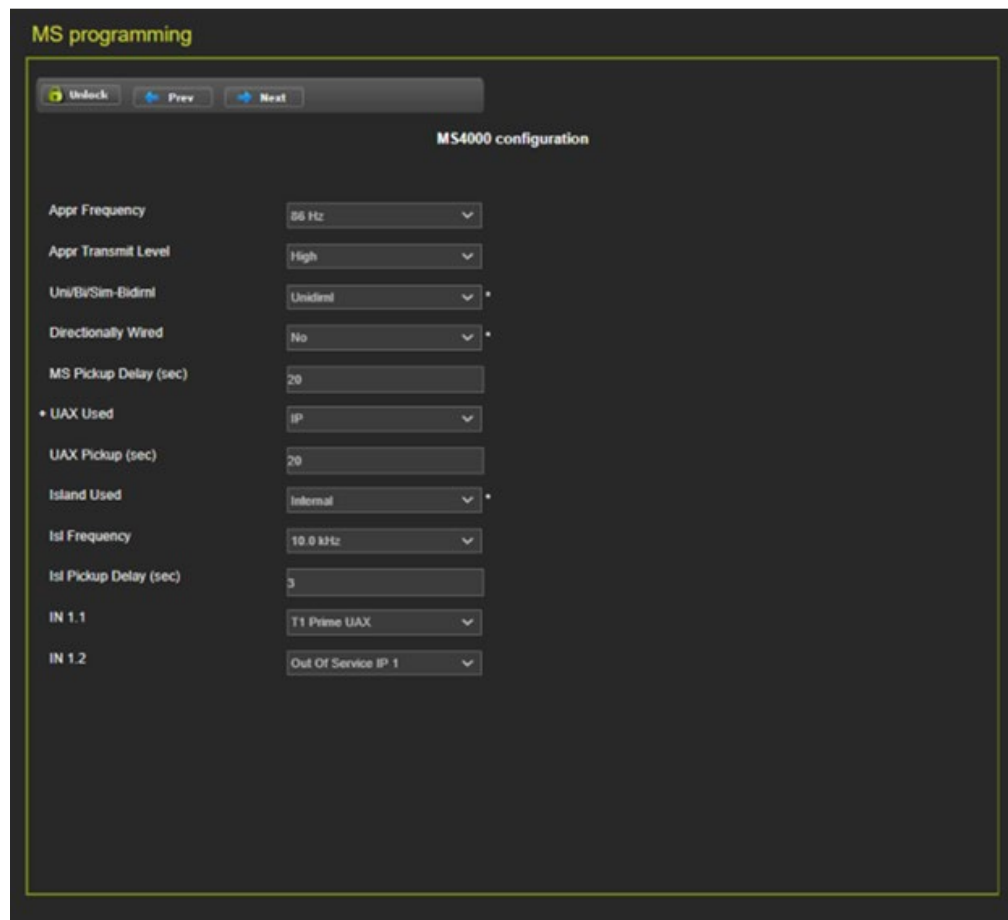 MS programming
Unlock Prev Next
MS4000 configuration
Appr Frequency 86 Hz
Appr Transmit Level High
Uni/Bi/Sim-Bidirnl Unidirnl *
Directionally Wired No *
MS Pickup Delay (sec) 20
+ UAX Used IP
UAX Pickup (sec) 20
Island Used Internal *
Isl Frequency 10.0 kHz
Isl Pickup Delay (sec) 3
IN 1.1 T1 Prime UAX
IN 1.2 Out Of Service IP 1